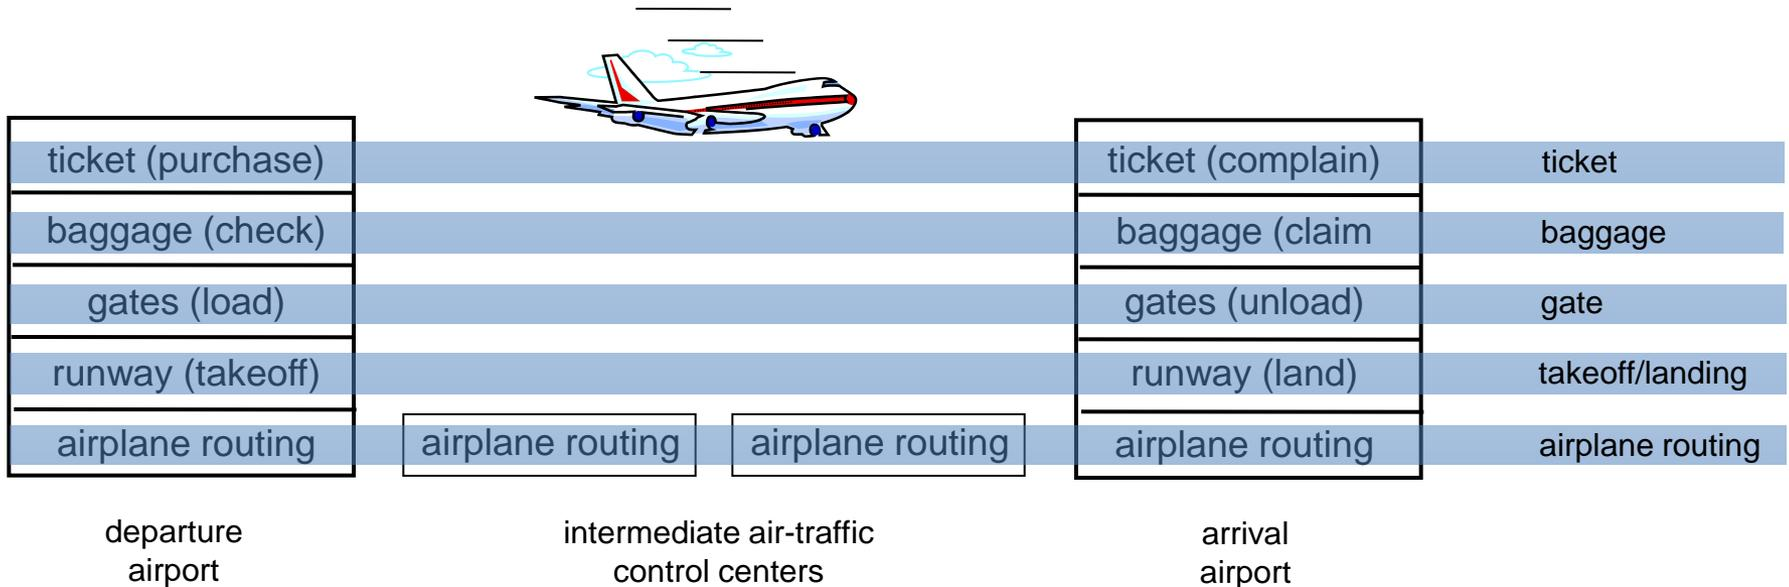 ticket (purchase) ticket (complain) ticket
baggage (check) baggage (claim baggage
gates (load) gates (unload) gate
runway (takeoff) runway (land) takeoff/landing
airplane routing airplane routing airplane routing airplane routing airplane routing
departure
airport
intermediate air-traffic
control centers
arrival
airport